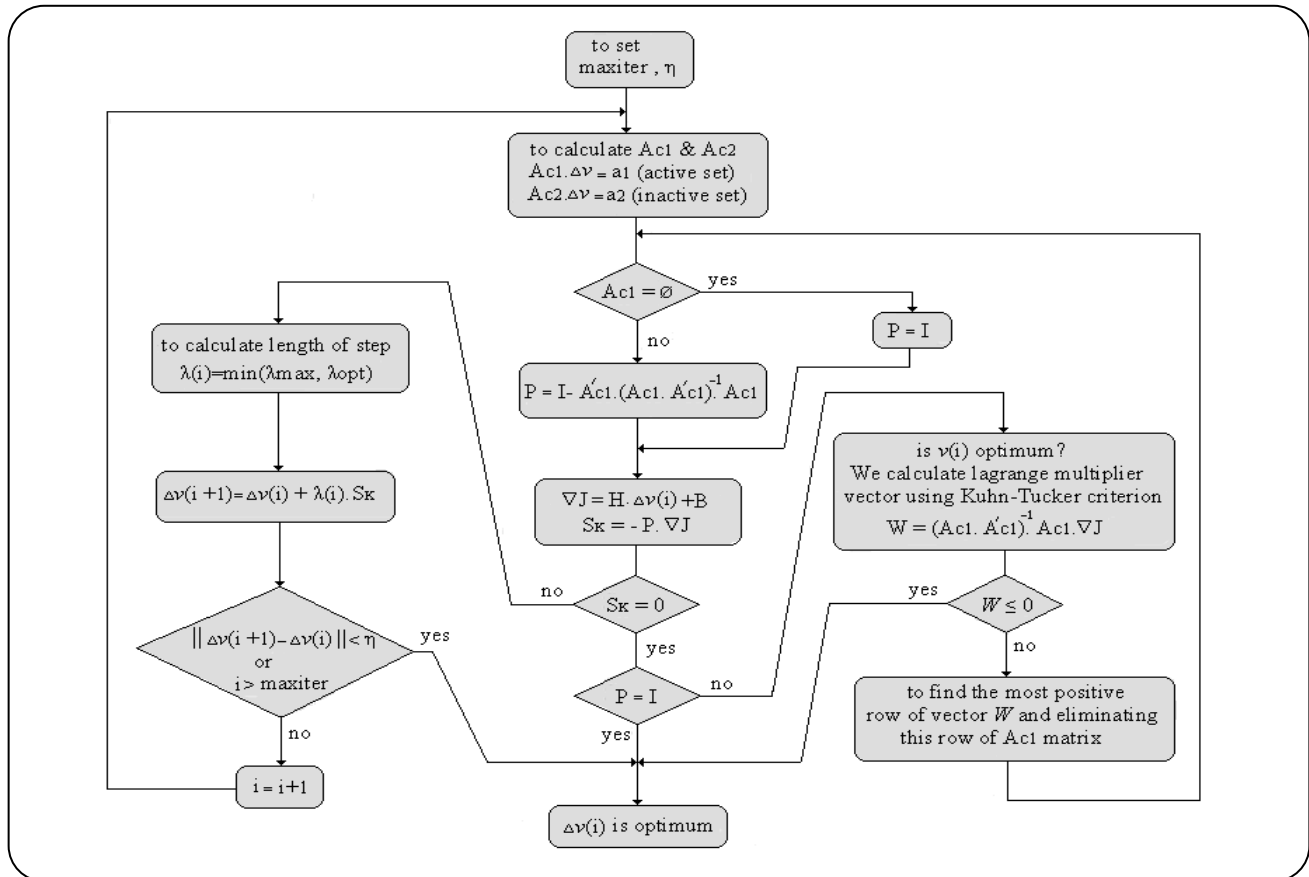 to set
maxiter , η
to calculate Ac1 & Ac2
Ac1.Δν = a1 (active set)
Ac2.Δν = a2 (inactive set)
Ac1 = ø
yes
no
P = I
P = I- A′c1.(Ac1. A′c1).⁻¹ Ac1
∇J = H. Δν(i) +B
Sκ = - P. ∇J
Sκ = 0
no
yes
P = I
no
yes
Δν(i) is optimum
to calculate length of step
λ(i)=min(λmax, λopt)
Δν(i +1)= Δν(i) + λ(i). Sκ
|| Δν(i +1)– Δν(i) || < η
or
i > maxiter
yes
no
i = i+1
is ν(i) optimum?
We calculate lagrange multiplier
vector using Kuhn-Tucker criterion
W = (Ac1. A′c1).⁻¹ Ac1.∇J
W ≤ 0
yes
no
to find the most positive
row of vector W and eliminating
this row of Ac1 matrix